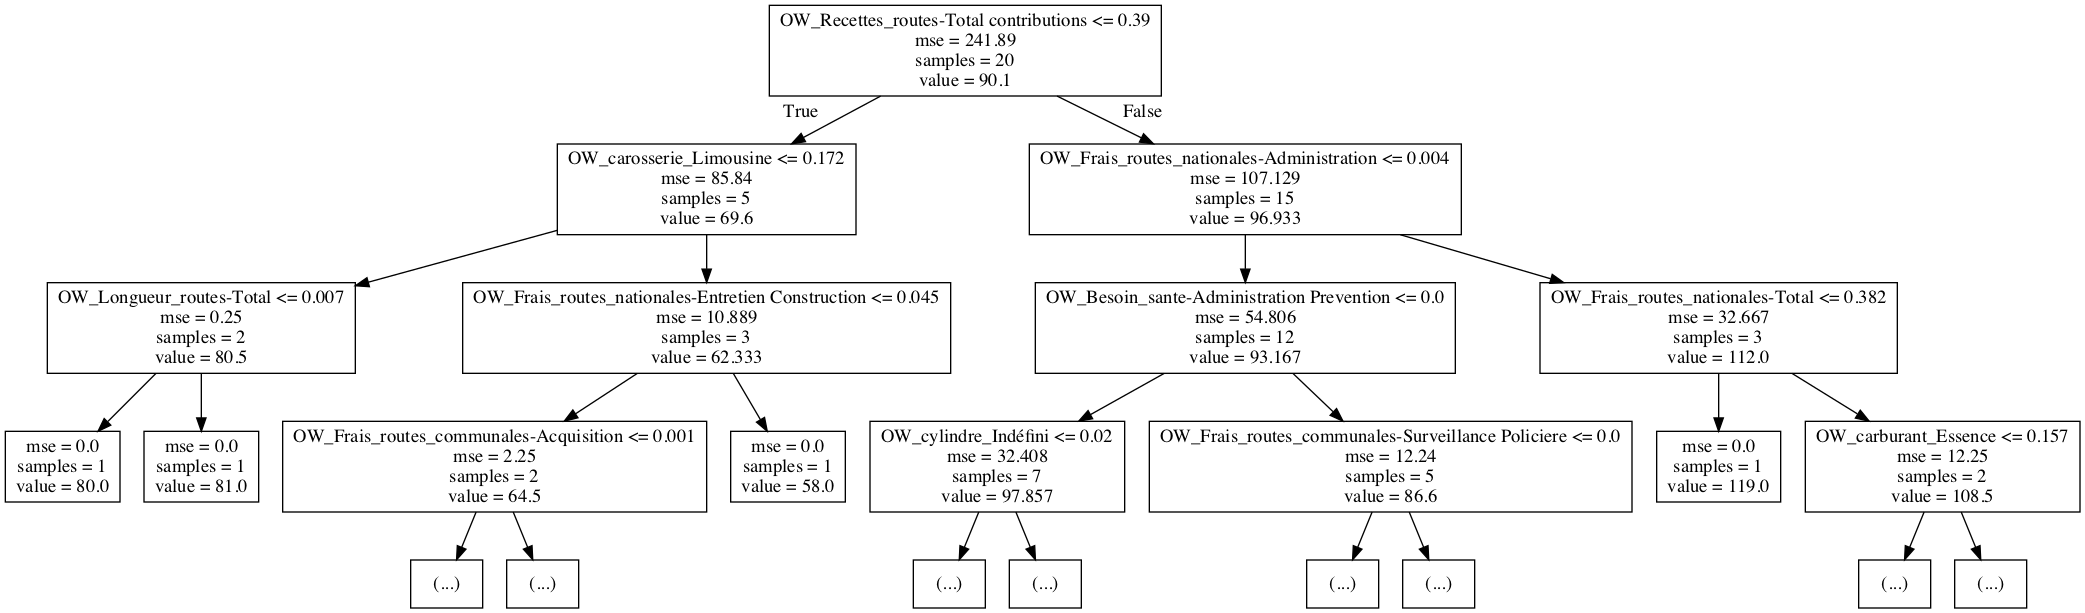 OW_Recettes_routes-Total contributions <= 0.39
mse = 241.89
samples = 20
value = 90.1
True
False
OW_carosserie_Limousine <= 0.172
mse = 85.84
samples = 5
value = 69.6
OW_Frais_routes_nationales-Administration <= 0.004
mse = 107.129
samples = 15
value = 96.933
OW_Longueur_routes-Total <= 0.007
mse = 0.25
samples = 2
value = 80.5
OW_Frais_routes_nationales-Entretien Construction <= 0.045
mse = 10.889
samples = 3
value = 62.333
OW_Besoin_sante-Administration Prevention <= 0.0
mse = 54.806
samples = 12
value = 93.167
OW_Frais_routes_nationales-Total <= 0.382
mse = 32.667
samples = 3
value = 112.0
mse = 0.0
samples = 1
value = 80.0
mse = 0.0
samples = 1
value = 81.0
OW_Frais_routes_communales-Acquisition <= 0.001
mse = 2.25
samples = 2
value = 64.5
mse = 0.0
samples = 1
value = 58.0
OW_cylindre_Indéfini <= 0.02
mse = 32.408
samples = 7
value = 97.857
OW_Frais_routes_communales-Surveillance Policiere <= 0.0
mse = 12.24
samples = 5
value = 86.6
mse = 0.0
samples = 1
value = 119.0
OW_carburant_Essence <= 0.157
mse = 12.25
samples = 2
value = 108.5
(...)
(...)
(...)
(...)
(...)
(...)
(...)
(...)